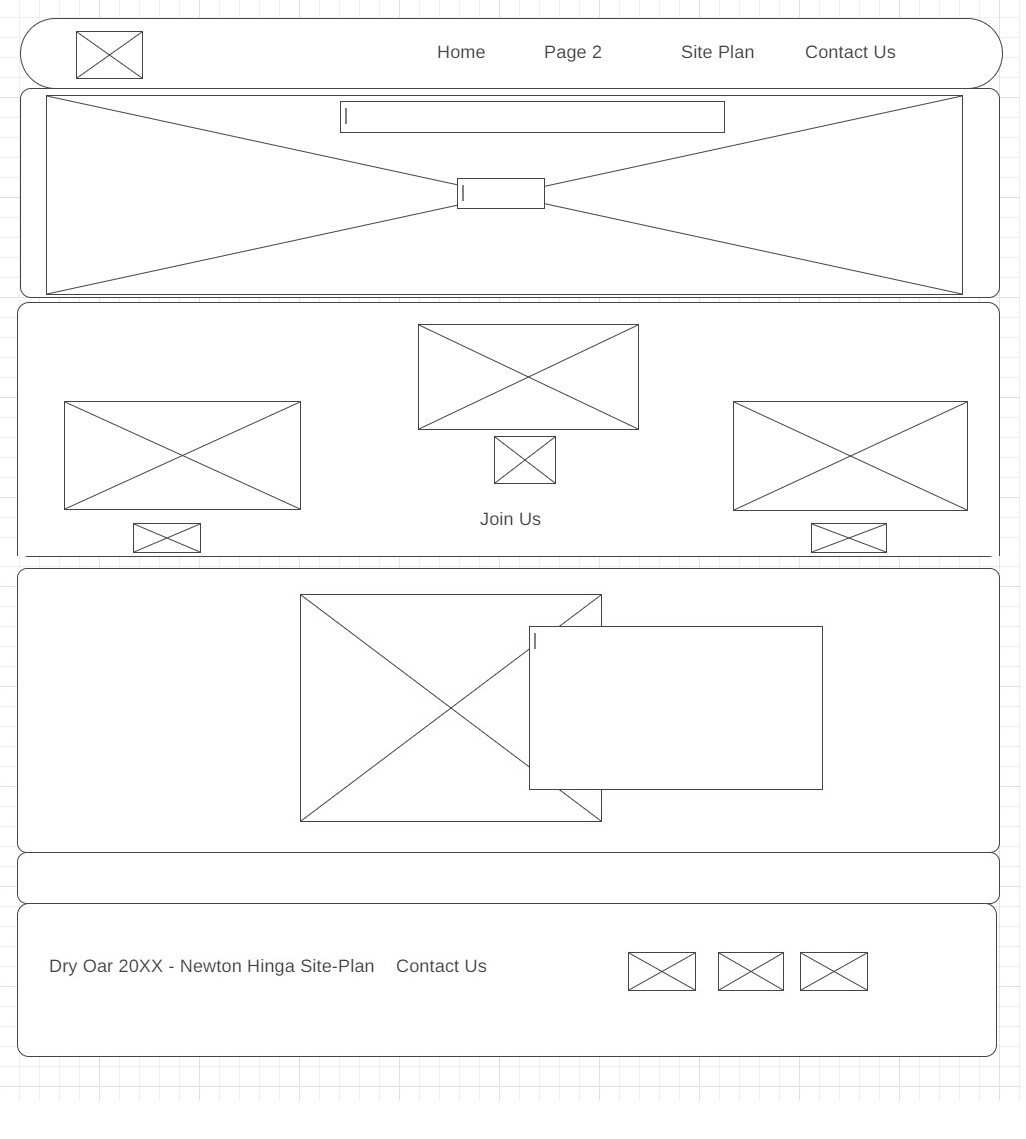 Home Page 2 Site Plan Contact Us
Join Us
Dry Oar 20XX - Newton Hinga Site-Plan Contact Us